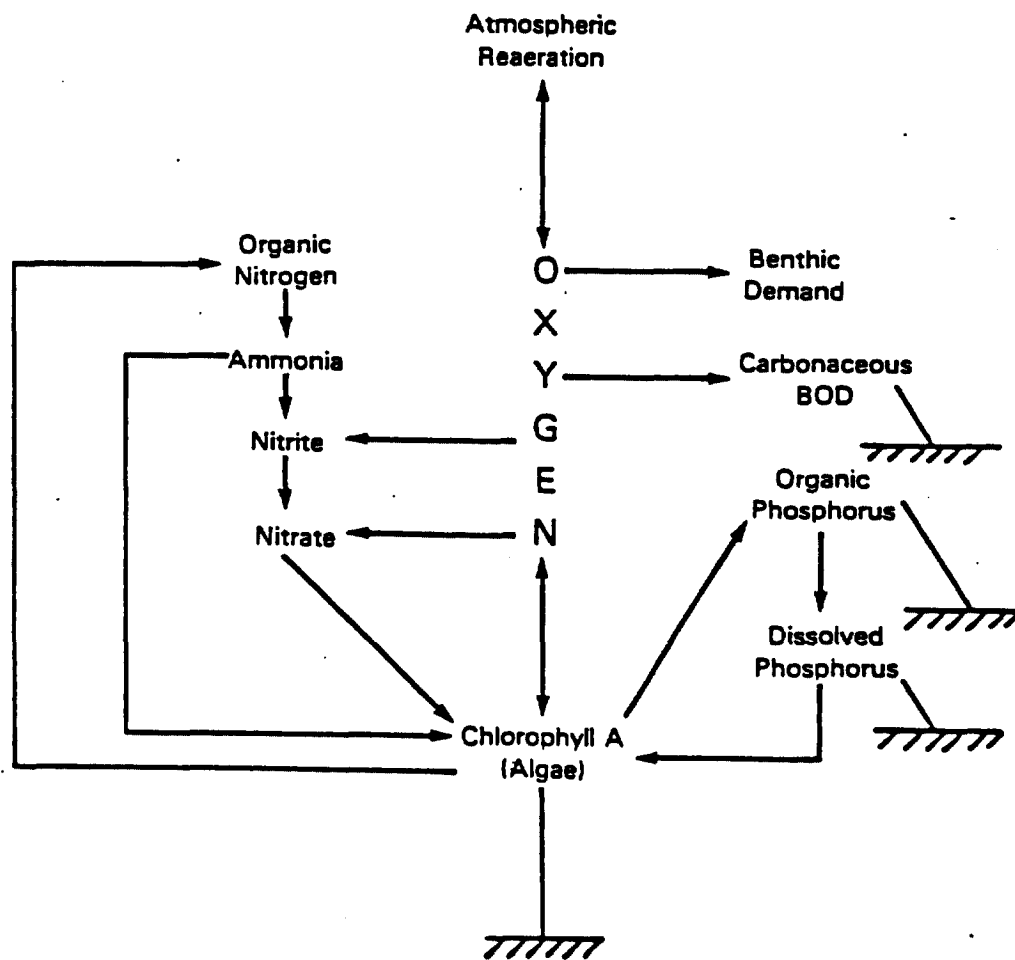 Atmospheric
Reaeration
Organic
Nitrogen
Ammonia
Nitrite
Nitrate
O
X
Y
G
E
N
Benthic
Demand
Carbonaceous
BOD
Organic
Phosphorus
Dissolved
Phosphorus
Chlorophyll A
(Algae)